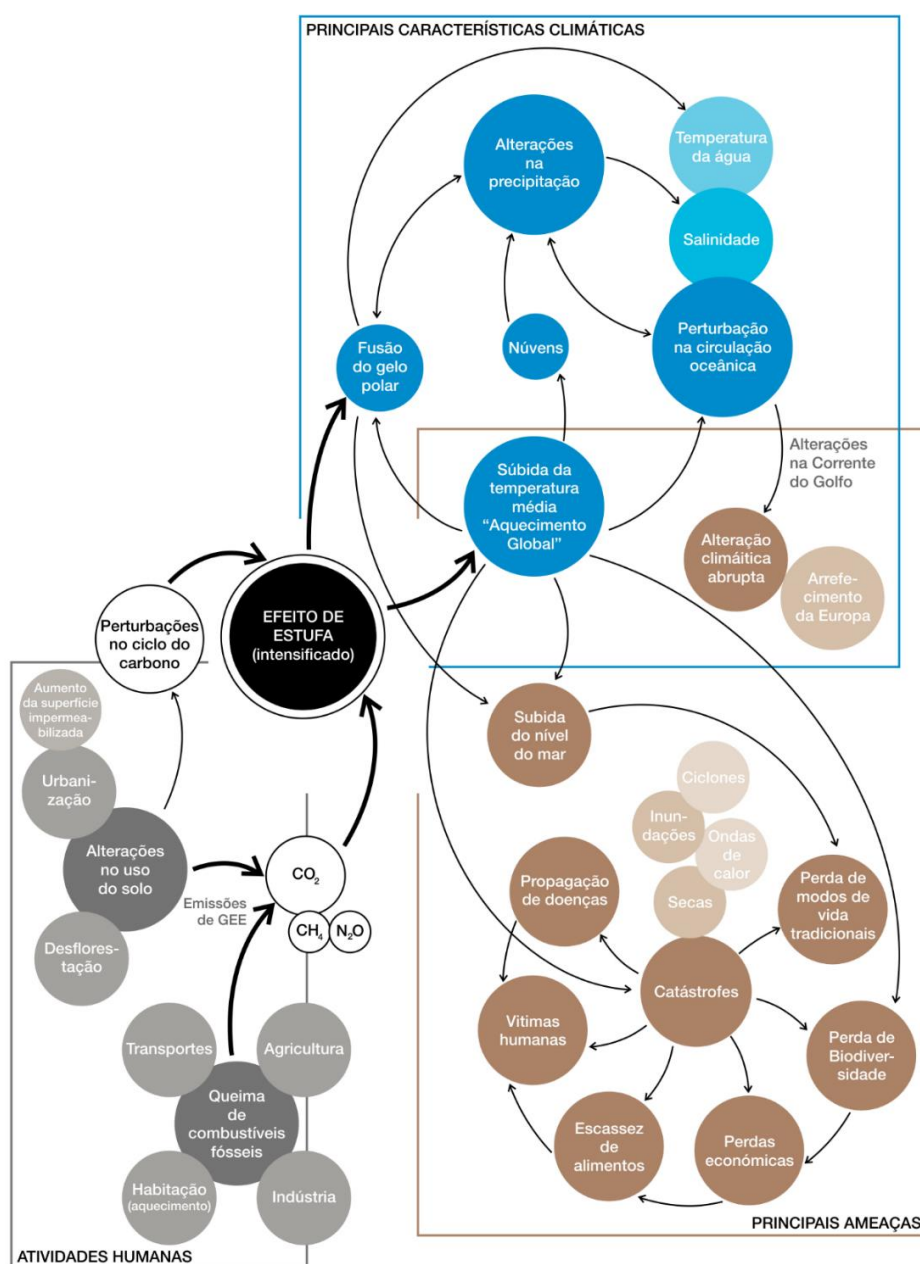 PRINCIPAIS CARACTERÍSTICAS CLIMÁTICAS
Alterações
na
precipitação
Temperatura
da água
Salinidade
Fusão
do gelo
polar
Núvens
Perturbação
na circulação
oceânica
Súbida da
temperatura
média
“Aquecimento
Global”
Alterações
na Corrente
do Golfo
Alteração
climáitica
abrupta
Arrefe-
cimento
da Europa
EFEITO DE
ESTUFA
(intensificado)
Perturbações
no ciclo do
carbono
Aumento
da superfície
impermea-
bilizada
Urbani-
zação
Alterações
no uso
do solo
Desflores-
tação
Emissões
de GEE
CO2
CH4
N2O
Transportes
Agricultura
Queima
de
combustíveis
fósseis
Habitação
(aquecimento)
Indústria
ATIVIDADES HUMANAS
Subida
do nível
do mar
Ciclones
Inun-
dações
Ondas
de
calor
Secas
Propagação
de doenças
Perda de
modos de
vida
tradicionais
Catástrofes
Vitimas
humanas
Perda de
Biodiver-
sidade
Escassez
de
alimentos
Perdas
económicas
PRINCIPAIS AMEAÇAS